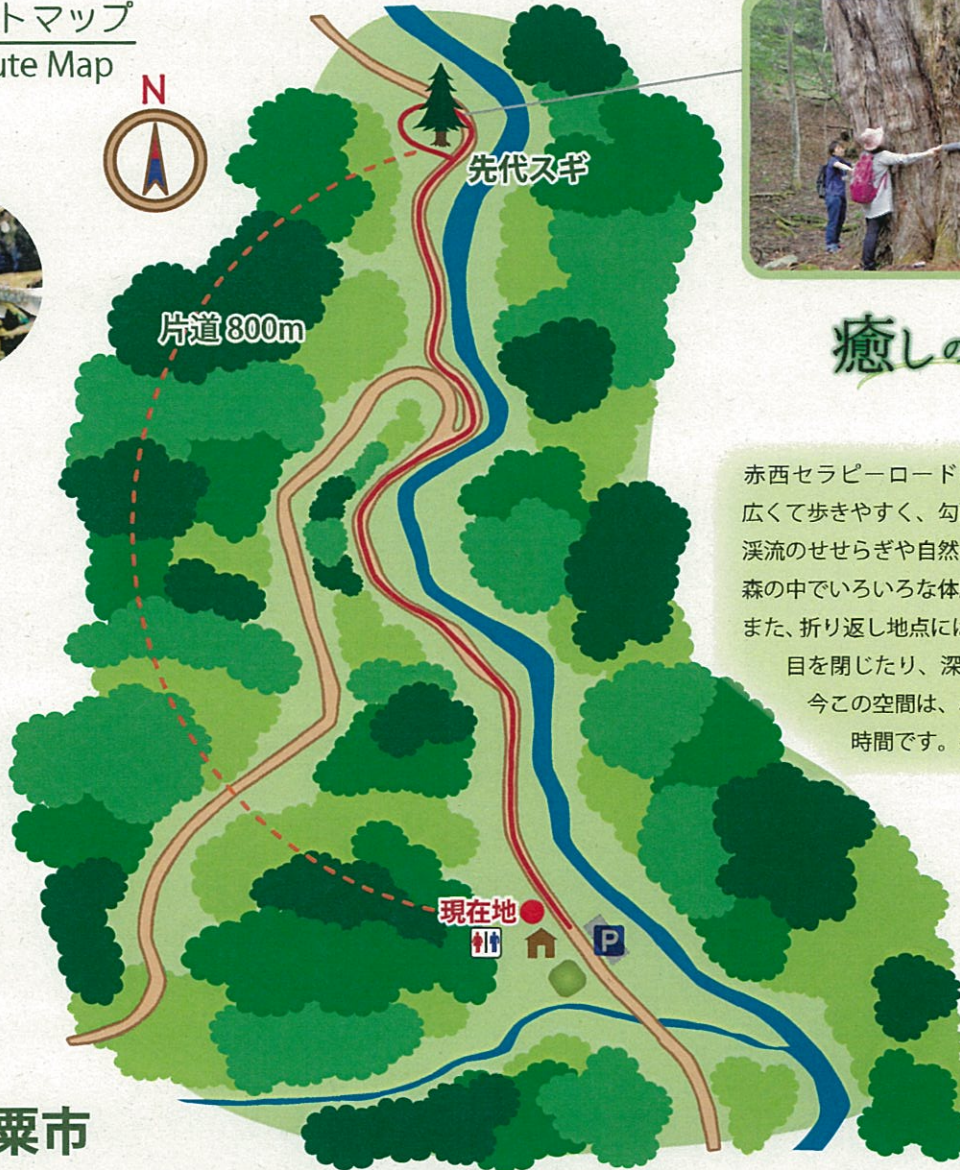 トマップ
ute Map
N
先代スギ
片道 800m
癒しの
赤西セラピーロード
広くて歩きやすく、勾
渓流のせせらぎや自然
森の中でいろいろな体
また、折り返し地点に
目を閉じたり、深
今この空間は、
時間です。
現在地
P
粟市